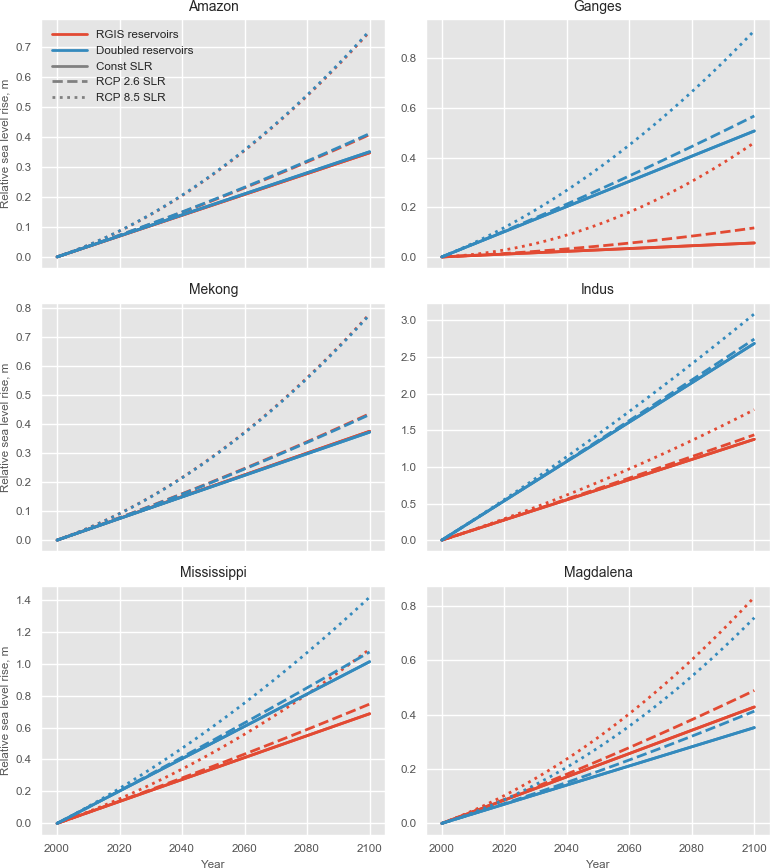 Amazon
Relative sea level rise, m
0.7
0.6
0.5
0.4
0.3
0.2
0.1
0.0
RGIS reservoirs
Doubled reservoirs
Const SLR
RCP 2.6 SLR
RCP 8.5 SLR
Ganges
0.8
0.6
0.4
0.2
0.0
Mekong
Relative sea level rise, m
0.8
0.7
0.6
0.5
0.4
0.3
0.2
0.1
0.0
Indus
3.0
2.5
2.0
1.5
1.0
0.5
0.0
Mississippi
Relative sea level rise, m
1.4
1.2
1.0
0.8
0.6
0.4
0.2
0.0
2000 2020 2040 2060 2080 2100
Year
Magdalena
0.8
0.6
0.4
0.2
0.0
2000 2020 2040 2060 2080 2100
Year